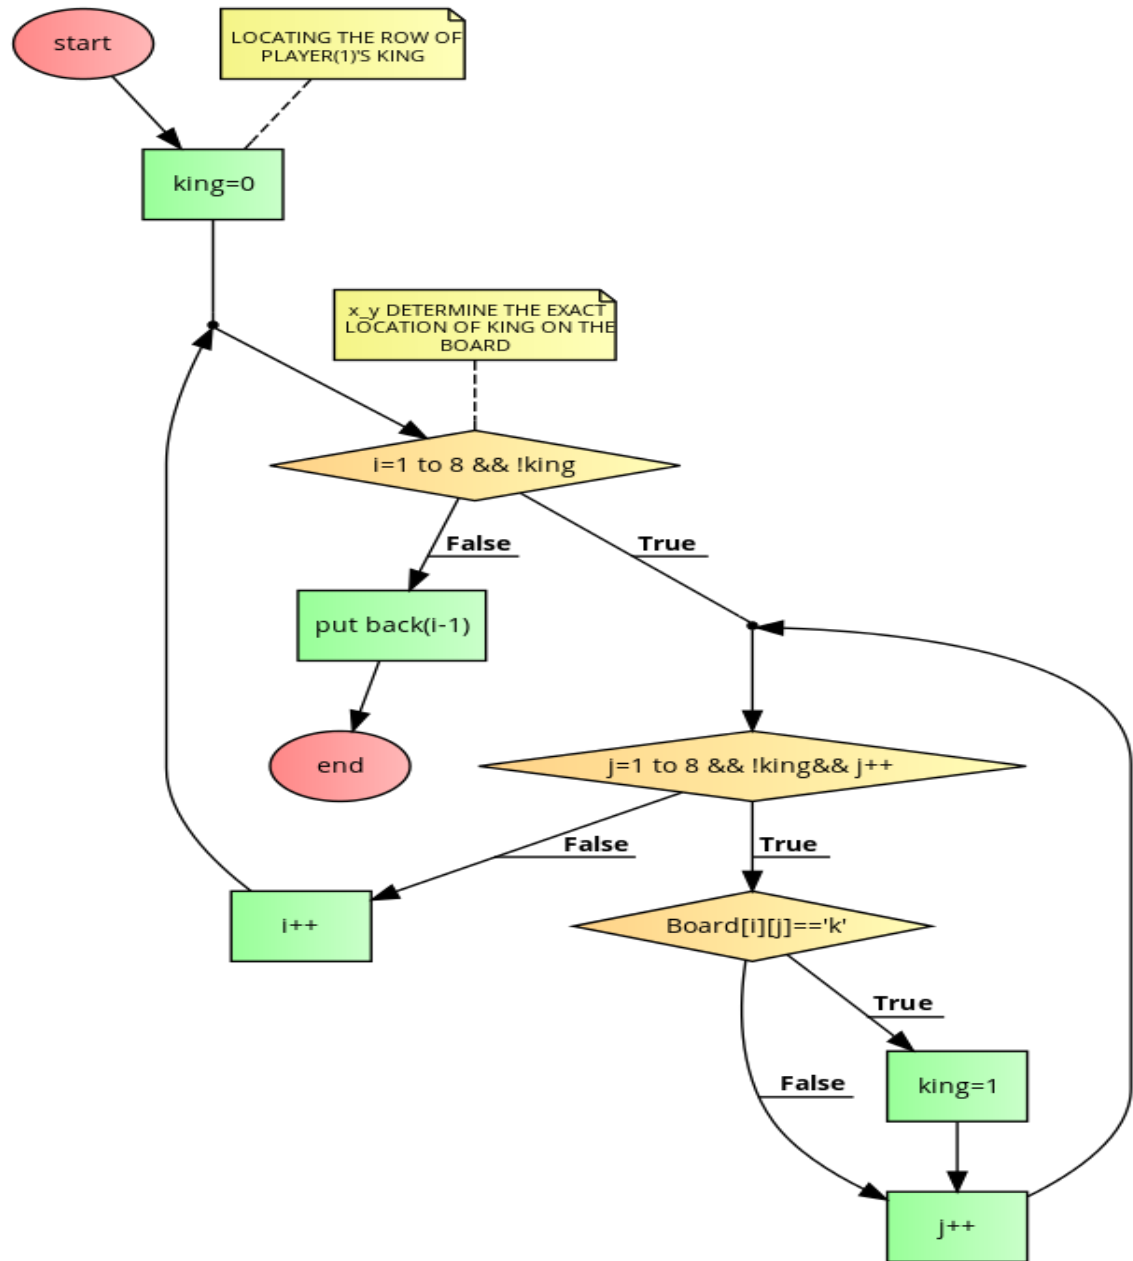 start
LOCATING THE ROW OF
PLAYER(1)'S KING
king=0
x_y DETERMINE THE EXACT
LOCATION OF KING ON THE
BOARD
i=1 to 8 && !king
False
True
put back(i-1)
end
j=1 to 8 && !king&& j++
False
True
i++
Board[i][j]=='k'
True
False
king=1
j++